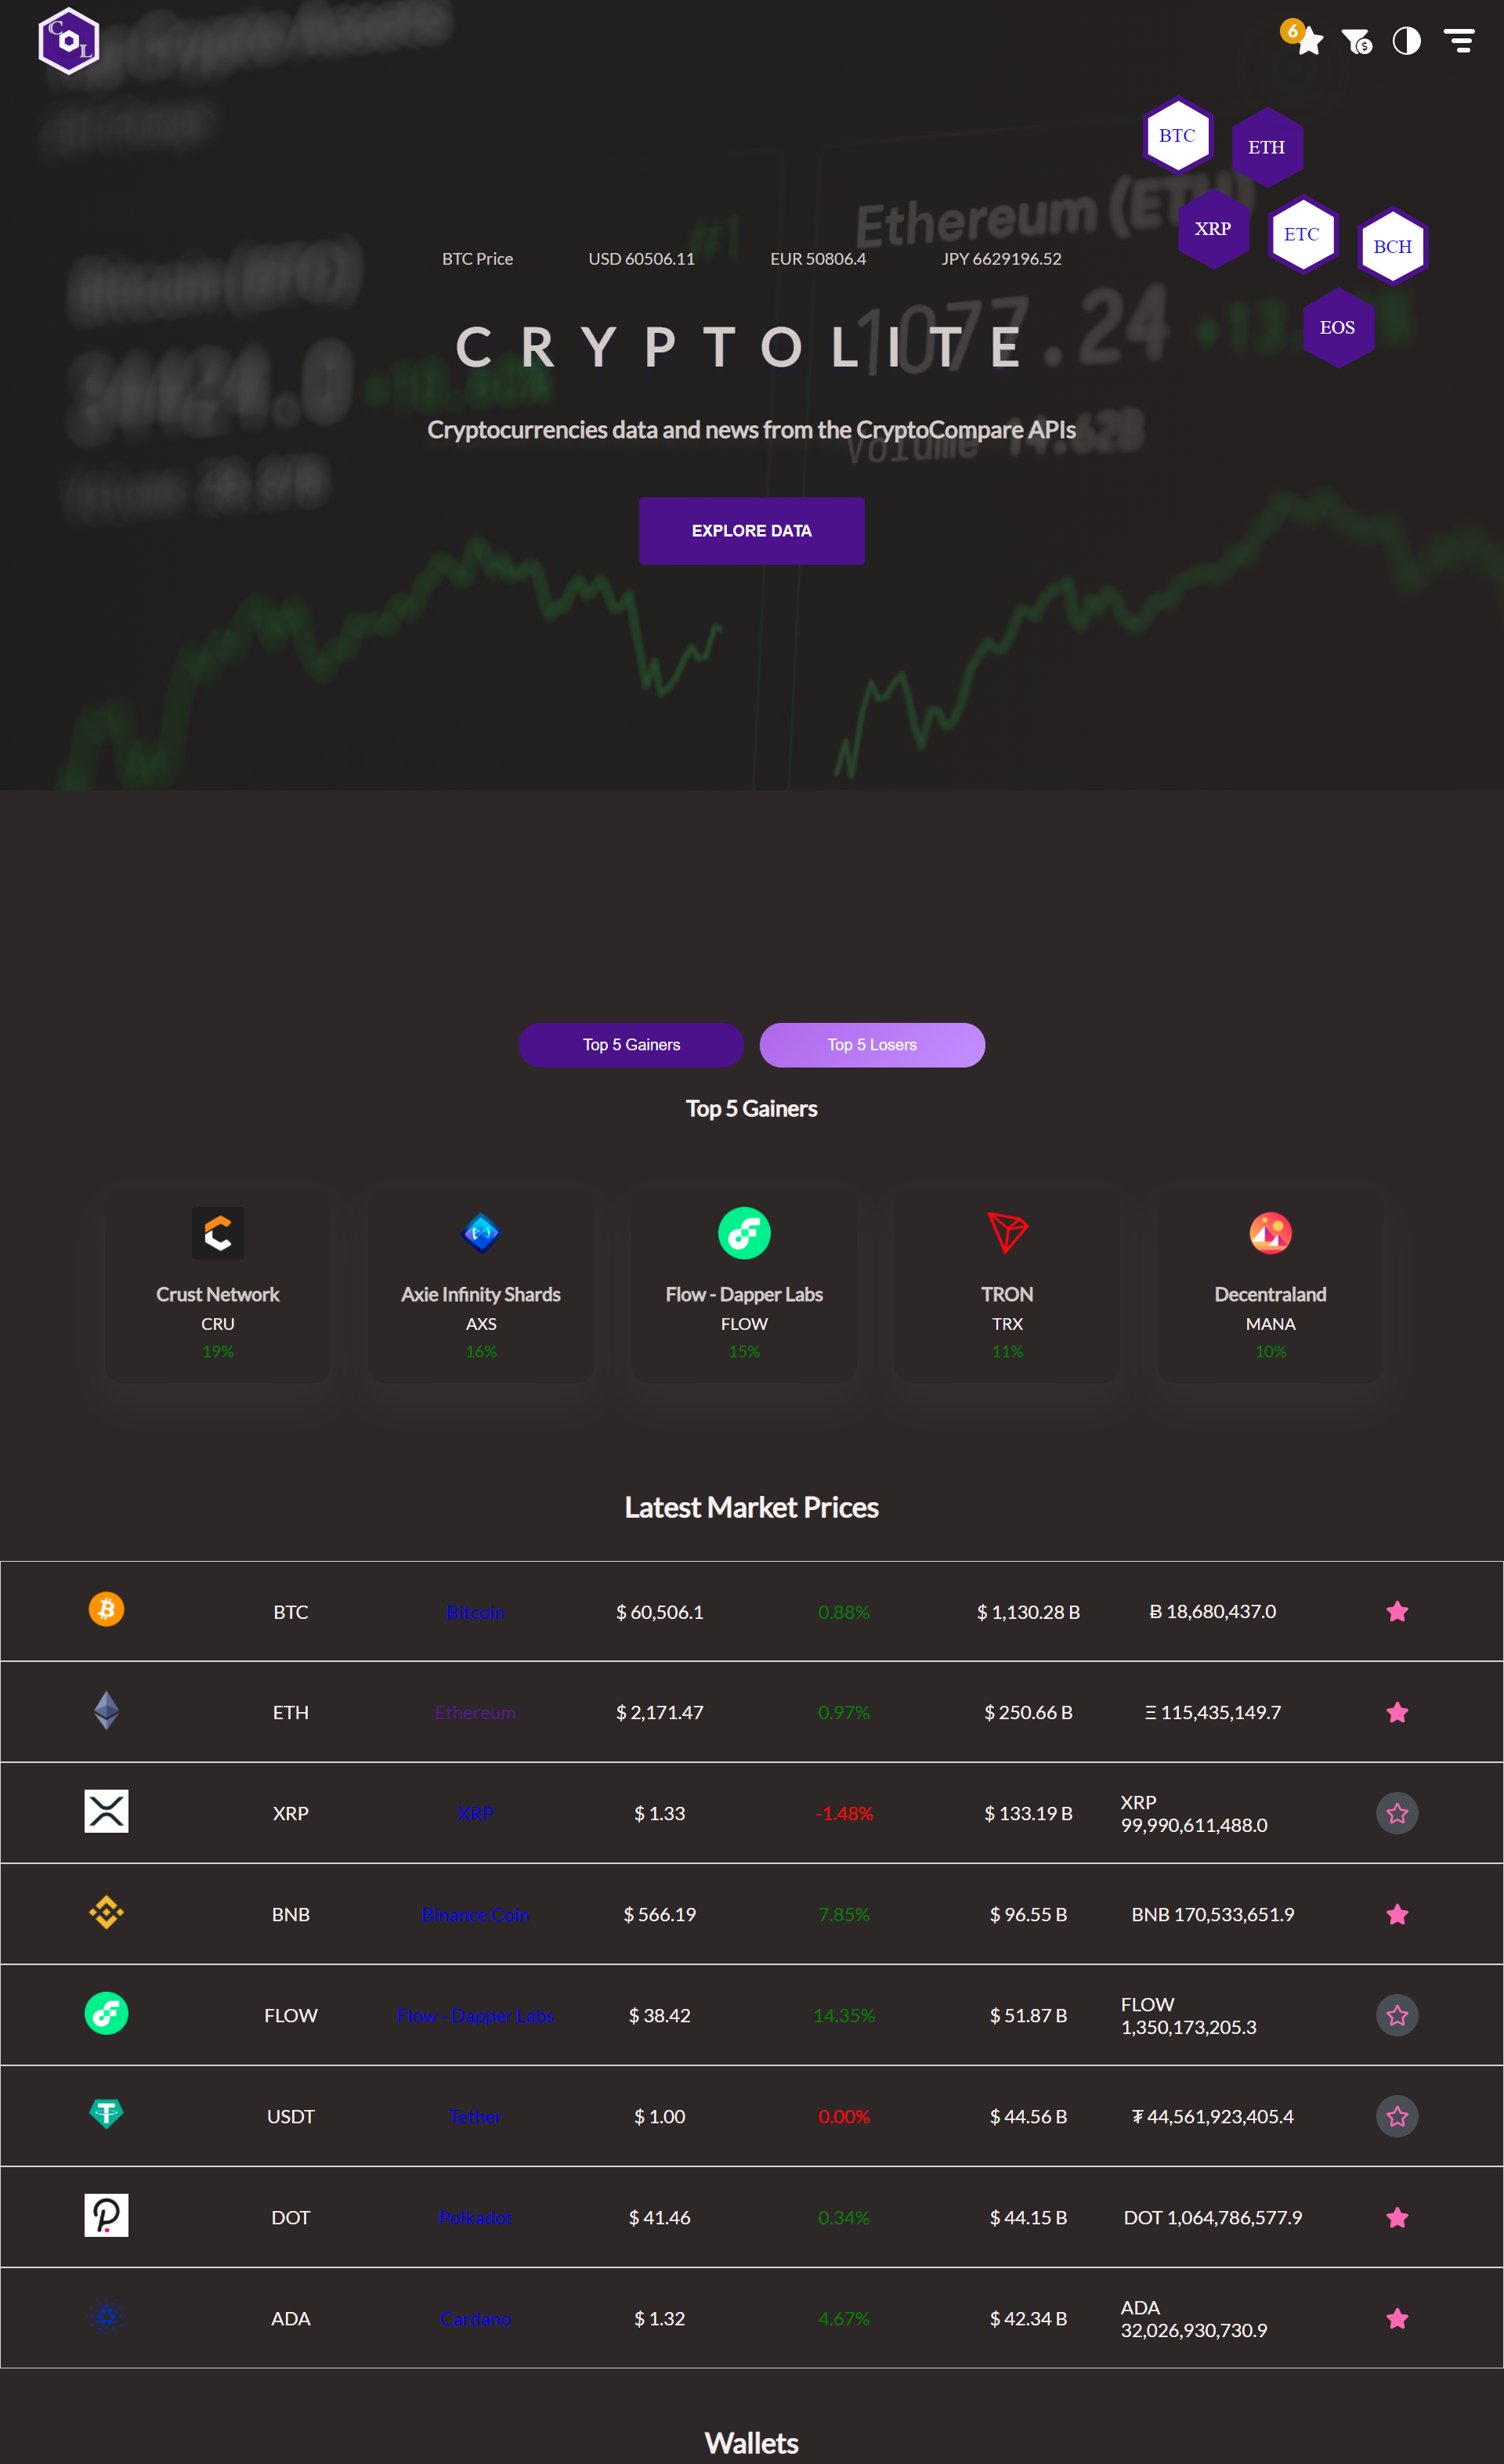 C
L
6
BTC
ETH
Ethereum (ETH)
XRP
ETC
BCH
#1
BTC Price USD 60506.11 EUR 50806.4 JPY 6629196.52
EOS
1077.24
CRYPTOLITE
Cryptocurrencies data and news from the CryptoCompare APIs
Volume 14.62B
EXPLORE DATA
Top 5 Gainers Top 5 Losers
Top 5 Gainers
Crust Network
CRU
19%
Axie Infinity Shards
AXS
16%
Flow - Dapper Labs
FLOW
15%
TRON
TRX
11%
Decentraland
MANA
10%
Latest Market Prices
BTC Bitcoin $ 60,506.1 0.88% $ 1,130.28 B Ƀ 18,680,437.0
ETH Ethereum $ 2,171.47 0.97% $ 250.66 B Ξ 115,435,149.7
XRP XRP $ 1.33 -1.48% $ 133.19 B XRP
99,990,611,488.0
BNB Binance Coin $ 566.19 7.85% $ 96.55 B BNB 170,533,651.9
FLOW Flow - Dapper Labs $ 38.42 14.35% $ 51.87 B FLOW
1,350,173,205.3
USDT Tether $ 1.00 0.00% $ 44.56 B ₮ 44,561,923,405.4
DOT Polkadot $ 41.46 0.34% $ 44.15 B DOT 1,064,786,577.9
ADA Cardano $ 1.32 4.67% $ 42.34 B ADA
32,026,930,730.9
Wallets